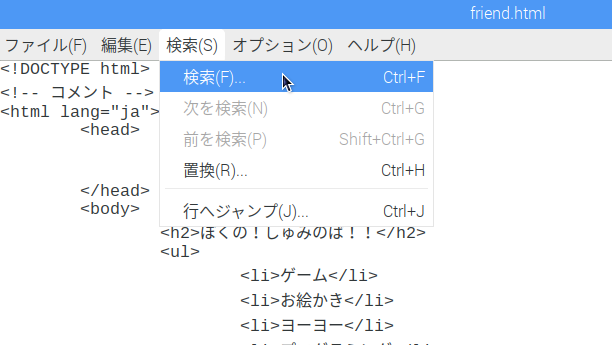 friend.html
ファイル(F) 編集(E) 検索(S) オプション(O) ヘルプ(H)
<!DOCTYPE html>
<!-- コメント -->
<html lang="ja">
<head>
</head>
<body>
検索(F)... Ctrl+F
次を検索(N) Ctrl+G
前を検索(P) Shift+Ctrl+G
置換(R)... Ctrl+H
行へジャンプ(J)... Ctrl+J
<h2>ぼくの！しゅみのは！！</h2>
<ul>
<li>ゲーム</li>
<li>お絵かき</li>
<li>ヨーヨー</li>